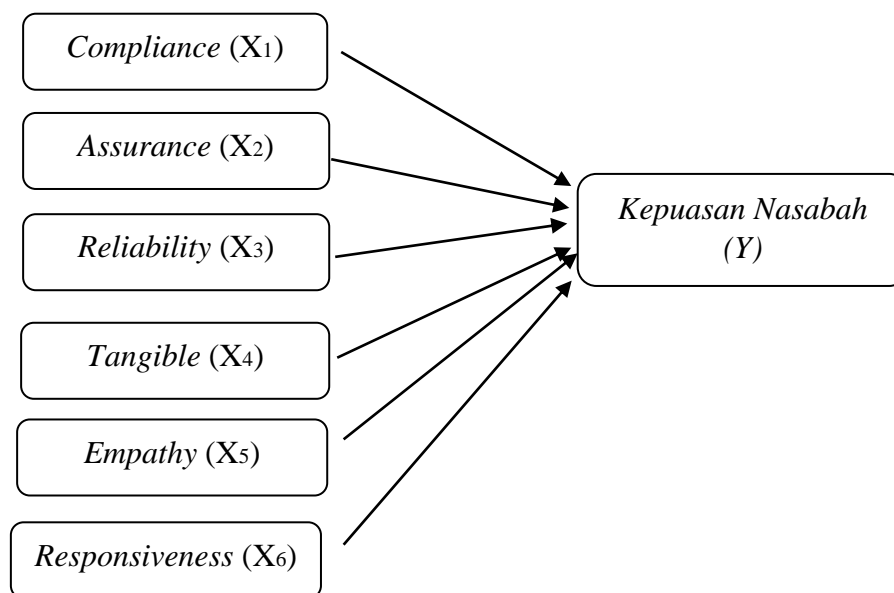 Compliance (X1)
Assurance (X2)
Reliability (X3)
Tangible (X4)
Empathy (X5)
Responsiveness (X6)
Kepuasan Nasabah
(Y)